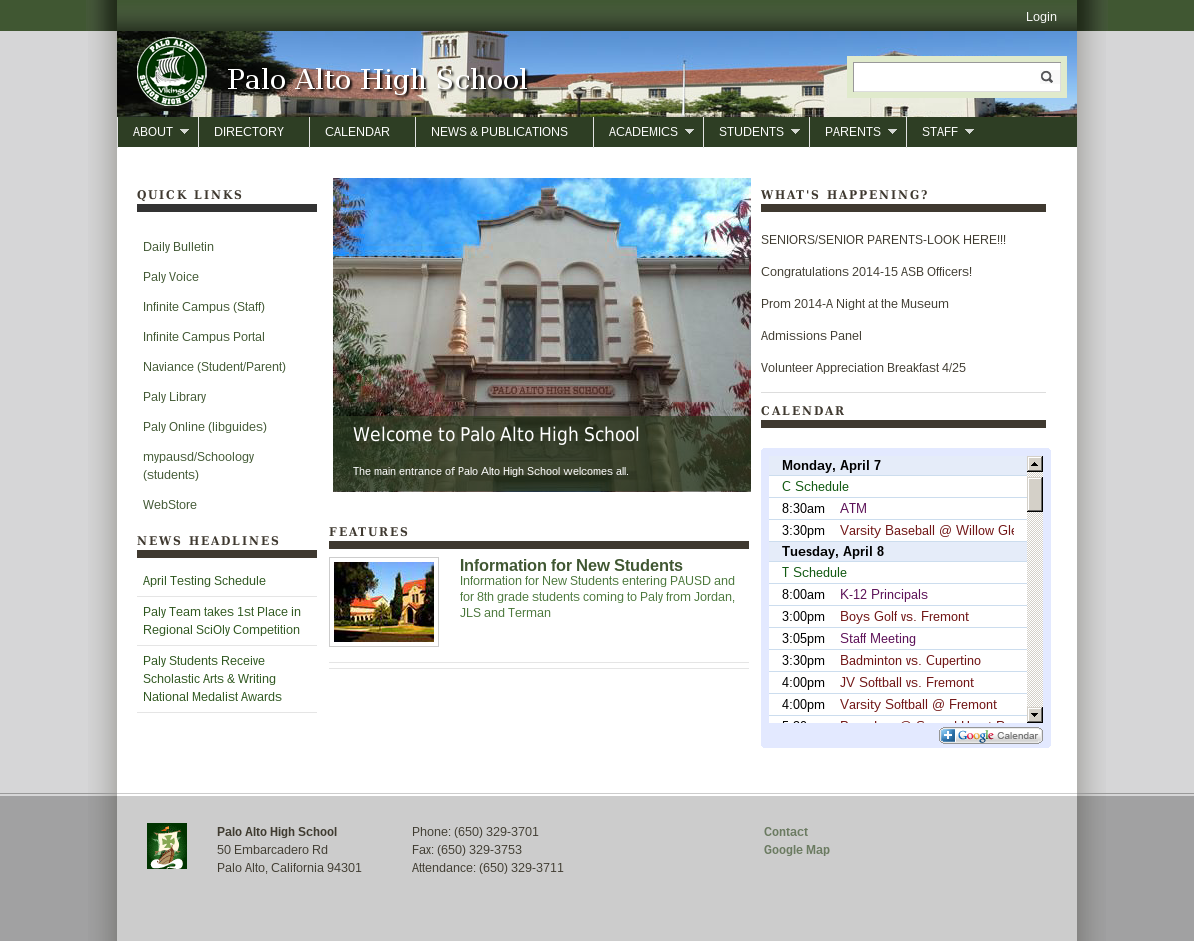 Login
PALO ALTO
Vikings
SENIOR HIGH SCHOOL
Palo Alto High School
ABOUT
DIRECTORY
CALENDAR
NEWS & PUBLICATIONS
ACADEMICS
STUDENTS
PARENTS
STAFF
QUICK LINKS
Daily Bulletin
Paly Voice
Infinite Campus (Staff)
Infinite Campus Portal
Naviance (Student/Parent)
Paly Library
Paly Online (libguides)
mypausd/Schoology
(students)
WebStore
NEWS HEADLINES
April Testing Schedule
Paly Team takes 1st Place in
Regional SciOly Competition
Paly Students Receive
Scholastic Arts & Writing
National Medalist Awards
PALO ALTO HIGH SCHOOL
Welcome to Palo Alto High School
The main entrance of Palo Alto High School welcomes all.
FEATURES
Information for New Students
Information for New Students entering PAUSD and
for 8th grade students coming to Paly from Jordan,
JLS and Terman
WHAT'S HAPPENING?
SENIORS/SENIOR PARENTS-LOOK HERE!!!
Congratulations 2014-15 ASB Officers!
Prom 2014-A Night at the Museum
Admissions Panel
Volunteer Appreciation Breakfast 4/25
CALENDAR
Monday, April 7
C Schedule
8:30am ATM
3:30pm Varsity Baseball @ Willow Gle
Tuesday, April 8
T Schedule
8:00am K-12 Principals
3:00pm Boys Golf vs. Fremont
3:05pm Staff Meeting
3:30pm Badminton vs. Cupertino
4:00pm JV Softball vs. Fremont
4:00pm Varsity Softball @ Fremont
Google Calendar
Palo Alto High School
50 Embarcadero Rd
Palo Alto, California 94301
Phone: (650) 329-3701
Fax: (650) 329-3753
Attendance: (650) 329-3711
Contact
Google Map